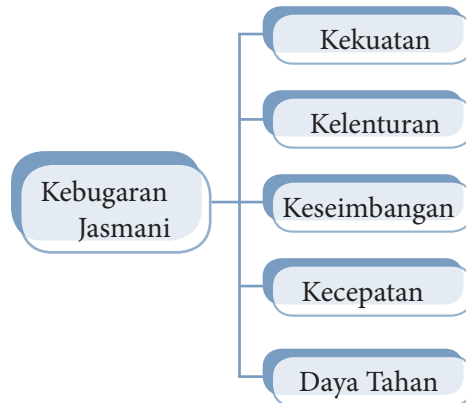 Kebugaran
Jasmani
Kekuatan
Kelenturan
Keseimbangan
Kecepatan
Daya Tahan